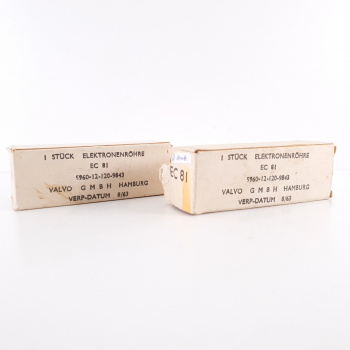 1 STÜCK ELEKTRONENRÖHRE
EC 81
5960-12-120-9843
VALVO G M B H HAMBURG
VERP-DATUM 8/63
EC 81
1 STÜCK ELEKTRONENRÖHRE
EC 81
5960-12-120-9843
VALVO G M B H HAMBURG
VERP-DATUM 8/63